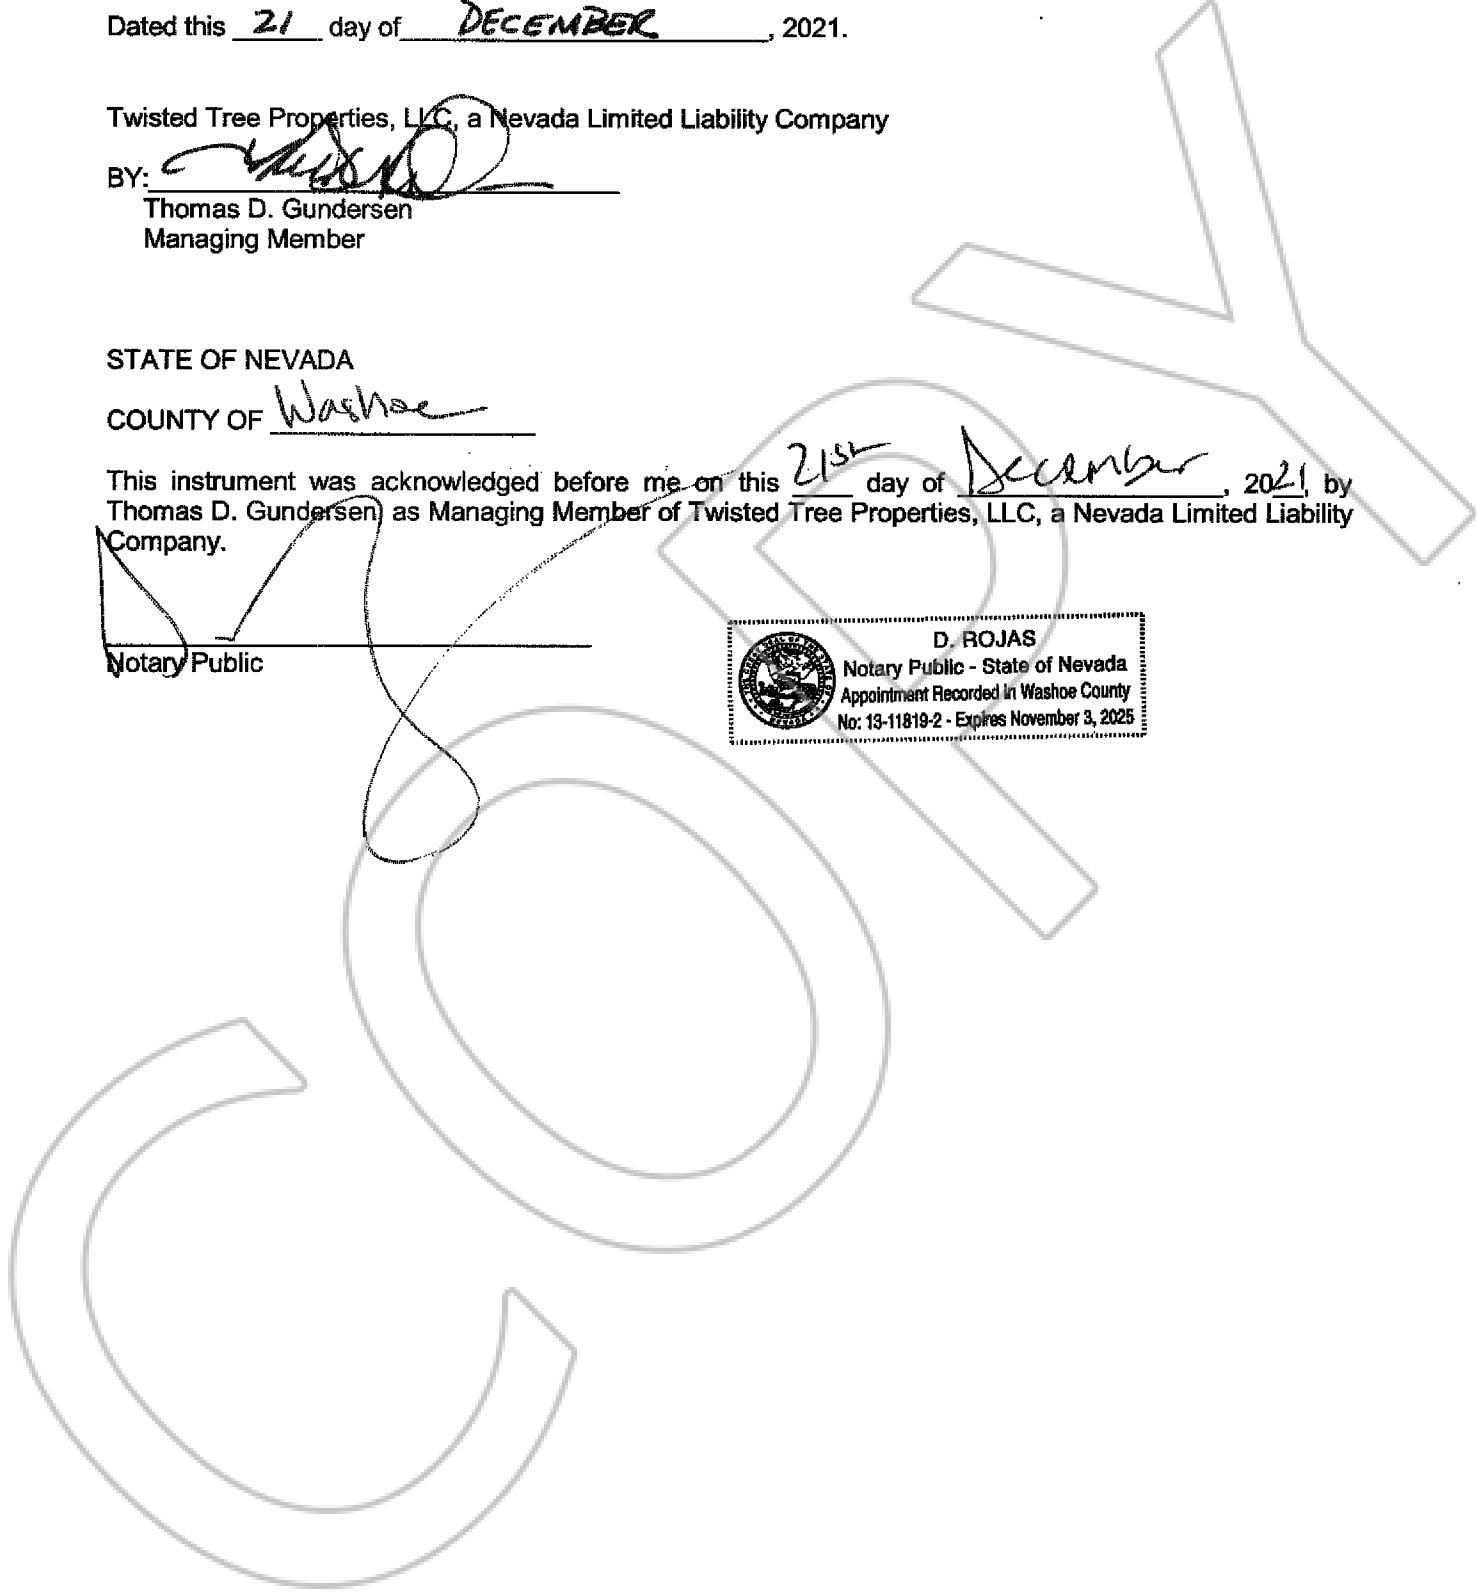 Dated this 21 day of DECEMBER, 2021.
Twisted Tree Properties, LLC, a Nevada Limited Liability Company
BY:
Thomas D. Gundersen
Managing Member
STATE OF NEVADA
COUNTY OF Washoe
This instrument was acknowledged before me on this 21st day of December, 2021, by
Thomas D. Gundersen, as Managing Member of Twisted Tree Properties, LLC, a Nevada Limited Liability
Company.
Notary Public
D. ROJAS
Notary Public - State of Nevada
Appointment Recorded in Washoe County
No: 13-11819-2 - Expires November 3, 2025
COPY